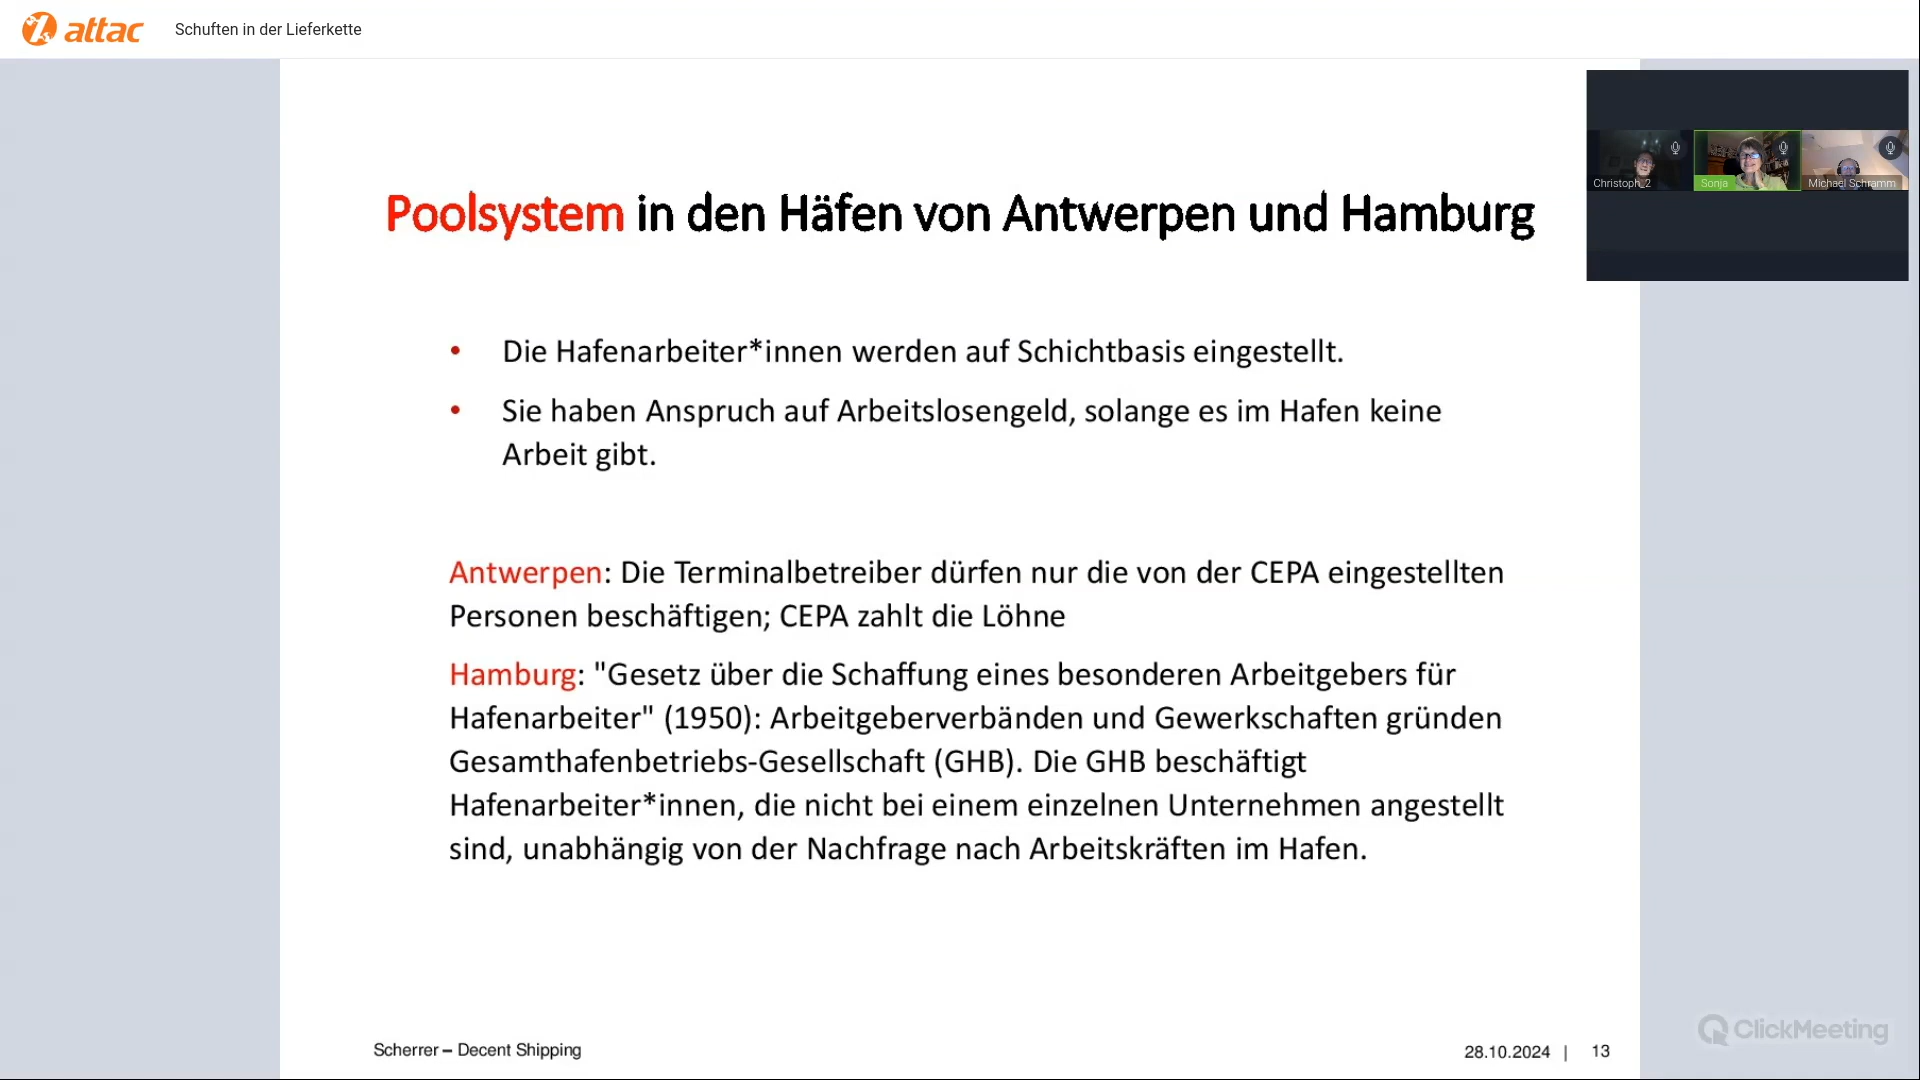 attac
Schuften in der Lieferkette
Christoph_2
Sonja
Michael Schramm
Poolsystem in den Häfen von Antwerpen und Hamburg
• Die Hafenarbeiter*innen werden auf Schichtbasis eingestellt.
• Sie haben Anspruch auf Arbeitslosengeld, solange es im Hafen keine
Arbeit gibt.
Antwerpen: Die Terminalbetreiber dürfen nur die von der CEPA eingestellten
Personen beschäftigen; CEPA zahlt die Löhne
Hamburg: "Gesetz über die Schaffung eines besonderen Arbeitgebers für
Hafenarbeiter" (1950): Arbeitgeberverbänden und Gewerkschaften gründen
Gesamthafenbetriebs-Gesellschaft (GHB). Die GHB beschäftigt
Hafenarbeiter*innen, die nicht bei einem einzelnen Unternehmen angestellt
sind, unabhängig von der Nachfrage nach Arbeitskräften im Hafen.
Scherrer – Decent Shipping
28.10.2024 | 13
ClickMeeting